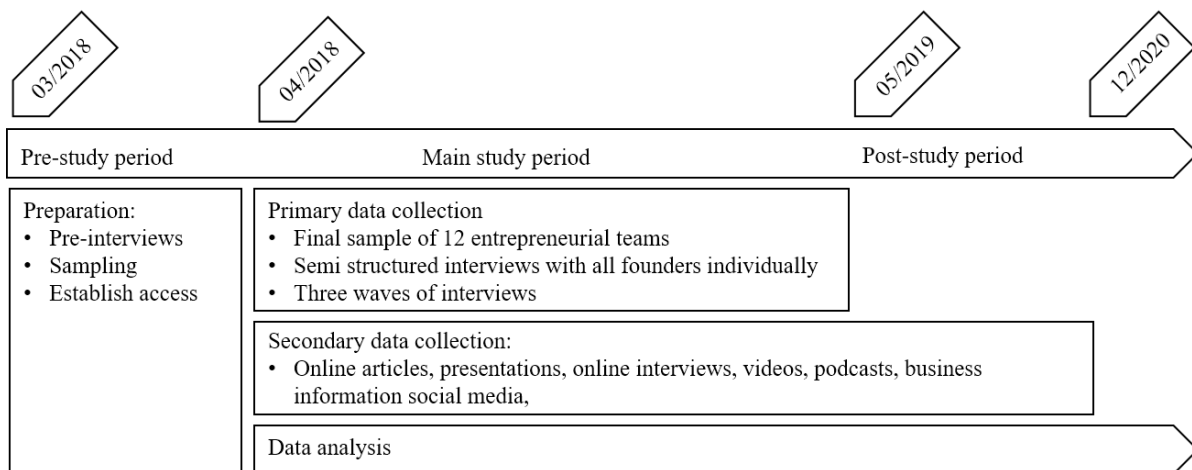 03/2018
04/2018
05/2019
12/2020
Pre-study period
Main study period
Post-study period
Preparation:
• Pre-interviews
• Sampling
• Establish access
Primary data collection
• Final sample of 12 entrepreneurial teams
• Semi structured interviews with all founders individually
• Three waves of interviews
Secondary data collection:
• Online articles, presentations, online interviews, videos, podcasts, business
information social media,
Data analysis